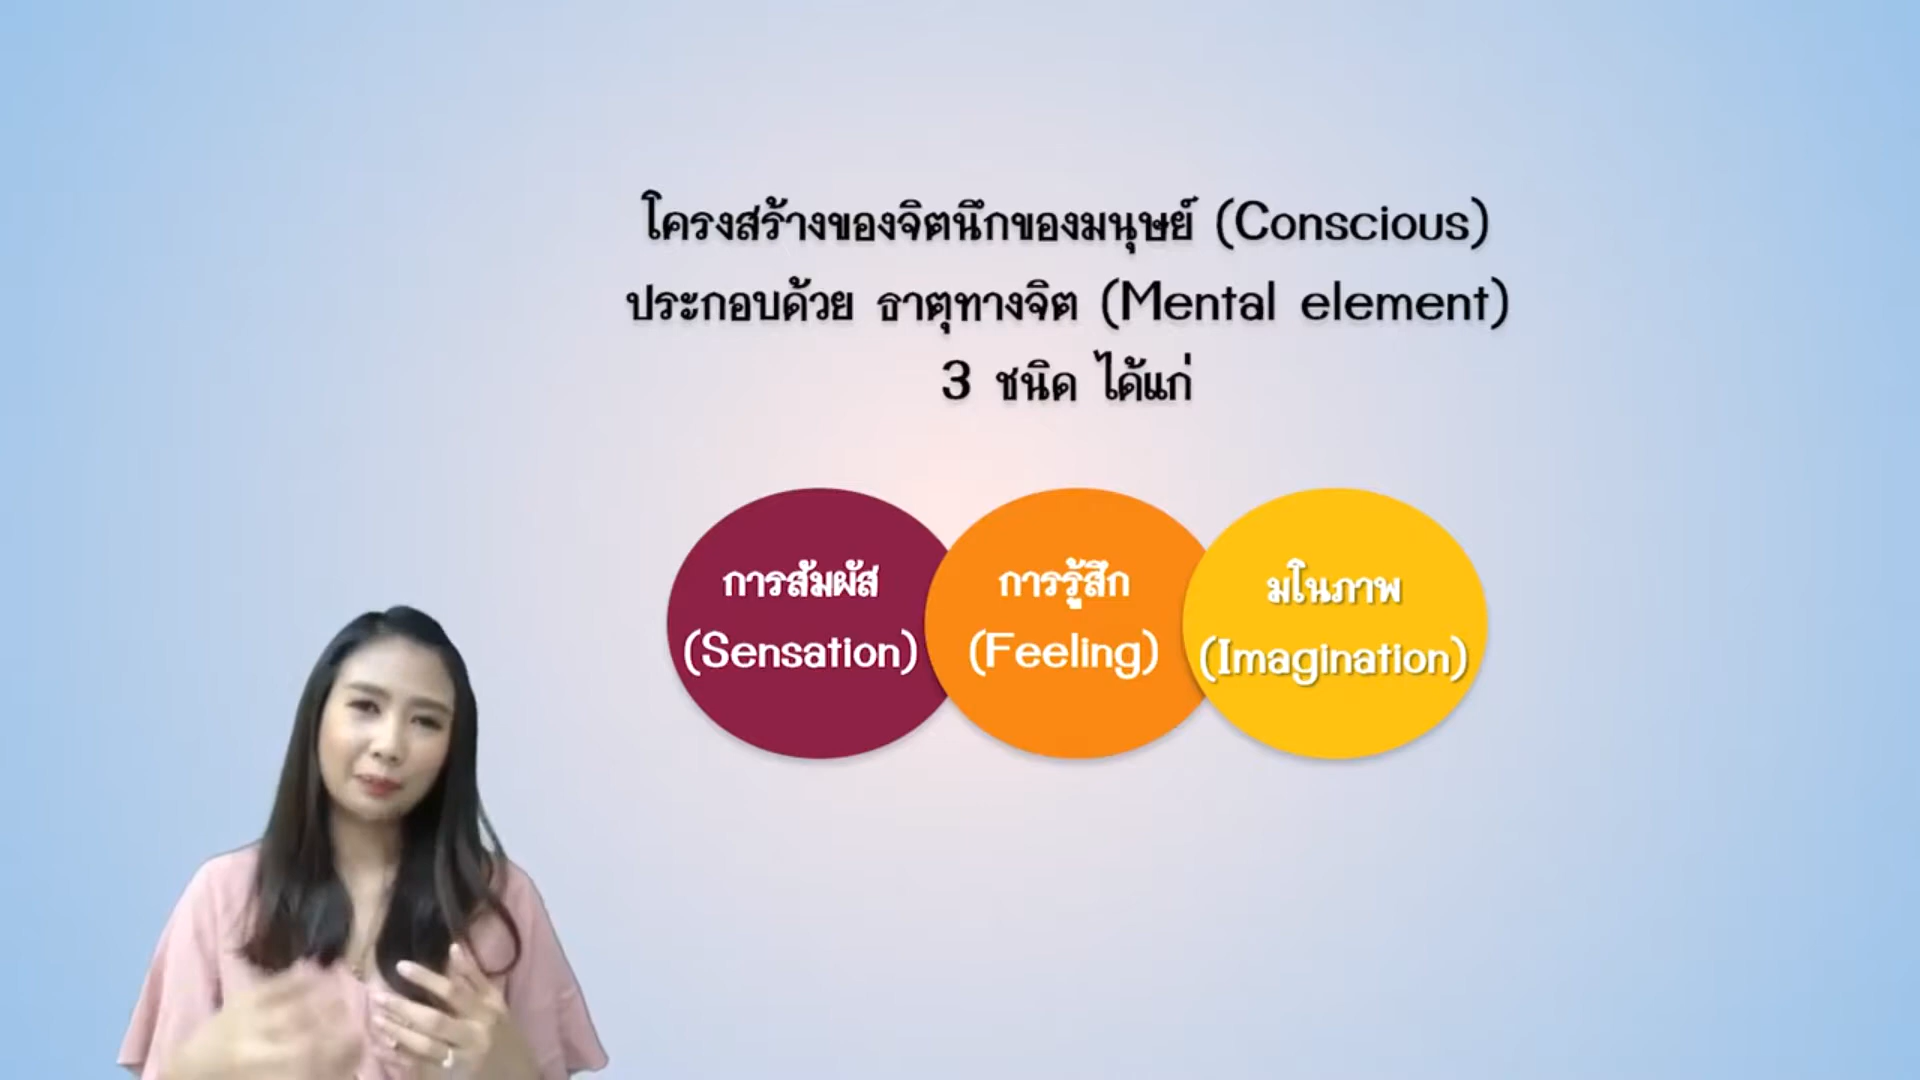 โครงสร้างของจิตนึกของมนุษย์ (Conscious)
ประกอบด้วย ธาตุทางจิต (Mental element)
3 ชนิด ได้แก่
การสัมผัส
(Sensation)
การรู้สึก
(Feeling)
มโนภาพ
(Imagination)